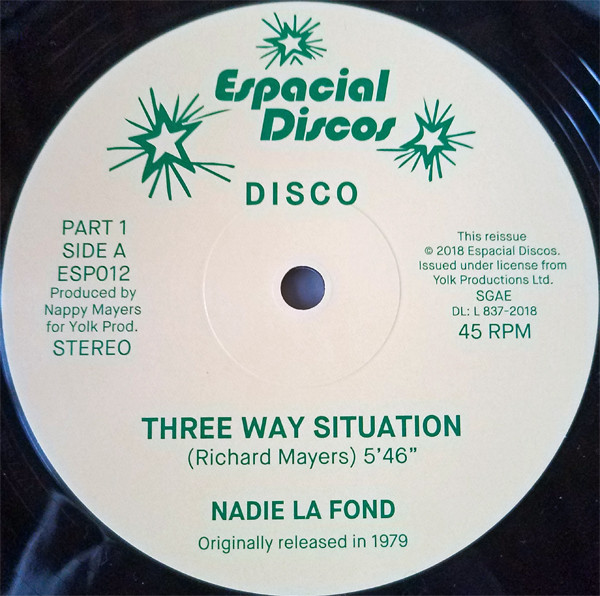 Espacial
Discos
DISCO
PART 1
SIDE A
ESP012
Produced by
Nappy Mayers
for Yolk Prod.
STEREO
This reissue
© 2018 Espacial Discos.
Issued under license from
Yolk Productions Ltd.
SGAE
DL: L 837-2018
45 RPM
THREE WAY SITUATION
(Richard Mayers) 5'46"
NADIE LA FOND
Originally released in 1979